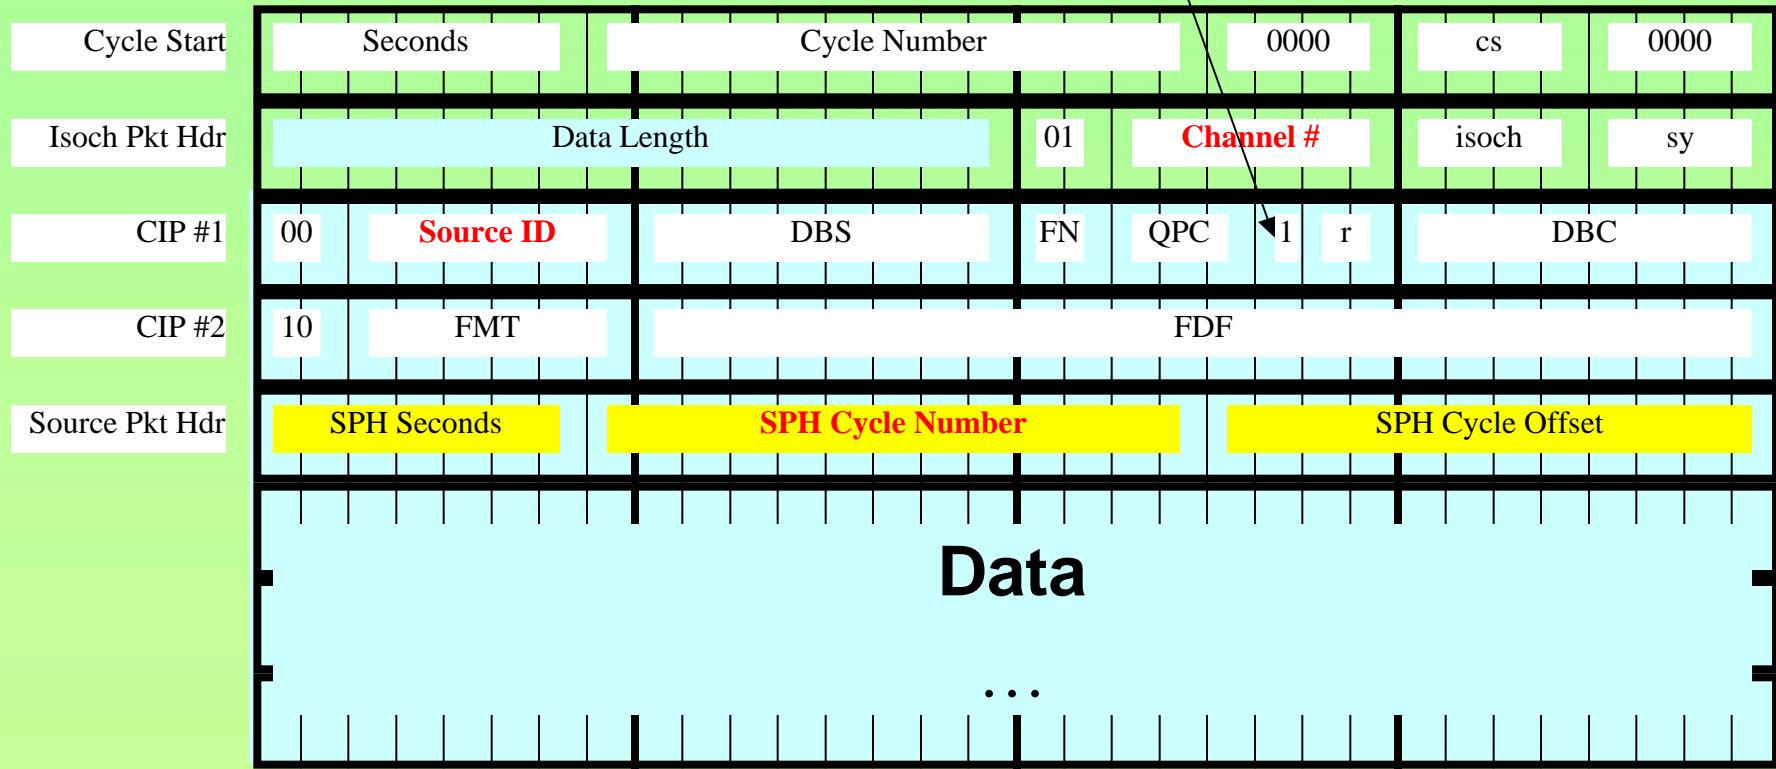 Cycle Start Seconds Cycle Number 0000 cs 0000
Isoch Pkt Hdr Data Length 01 Channel # isoch sy
CIP #1 00 Source ID DBS FN QPC 1 r DBC
CIP #2 10 FMT FDF
Source Pkt Hdr SPH Seconds SPH Cycle Number SPH Cycle Offset
Data
...